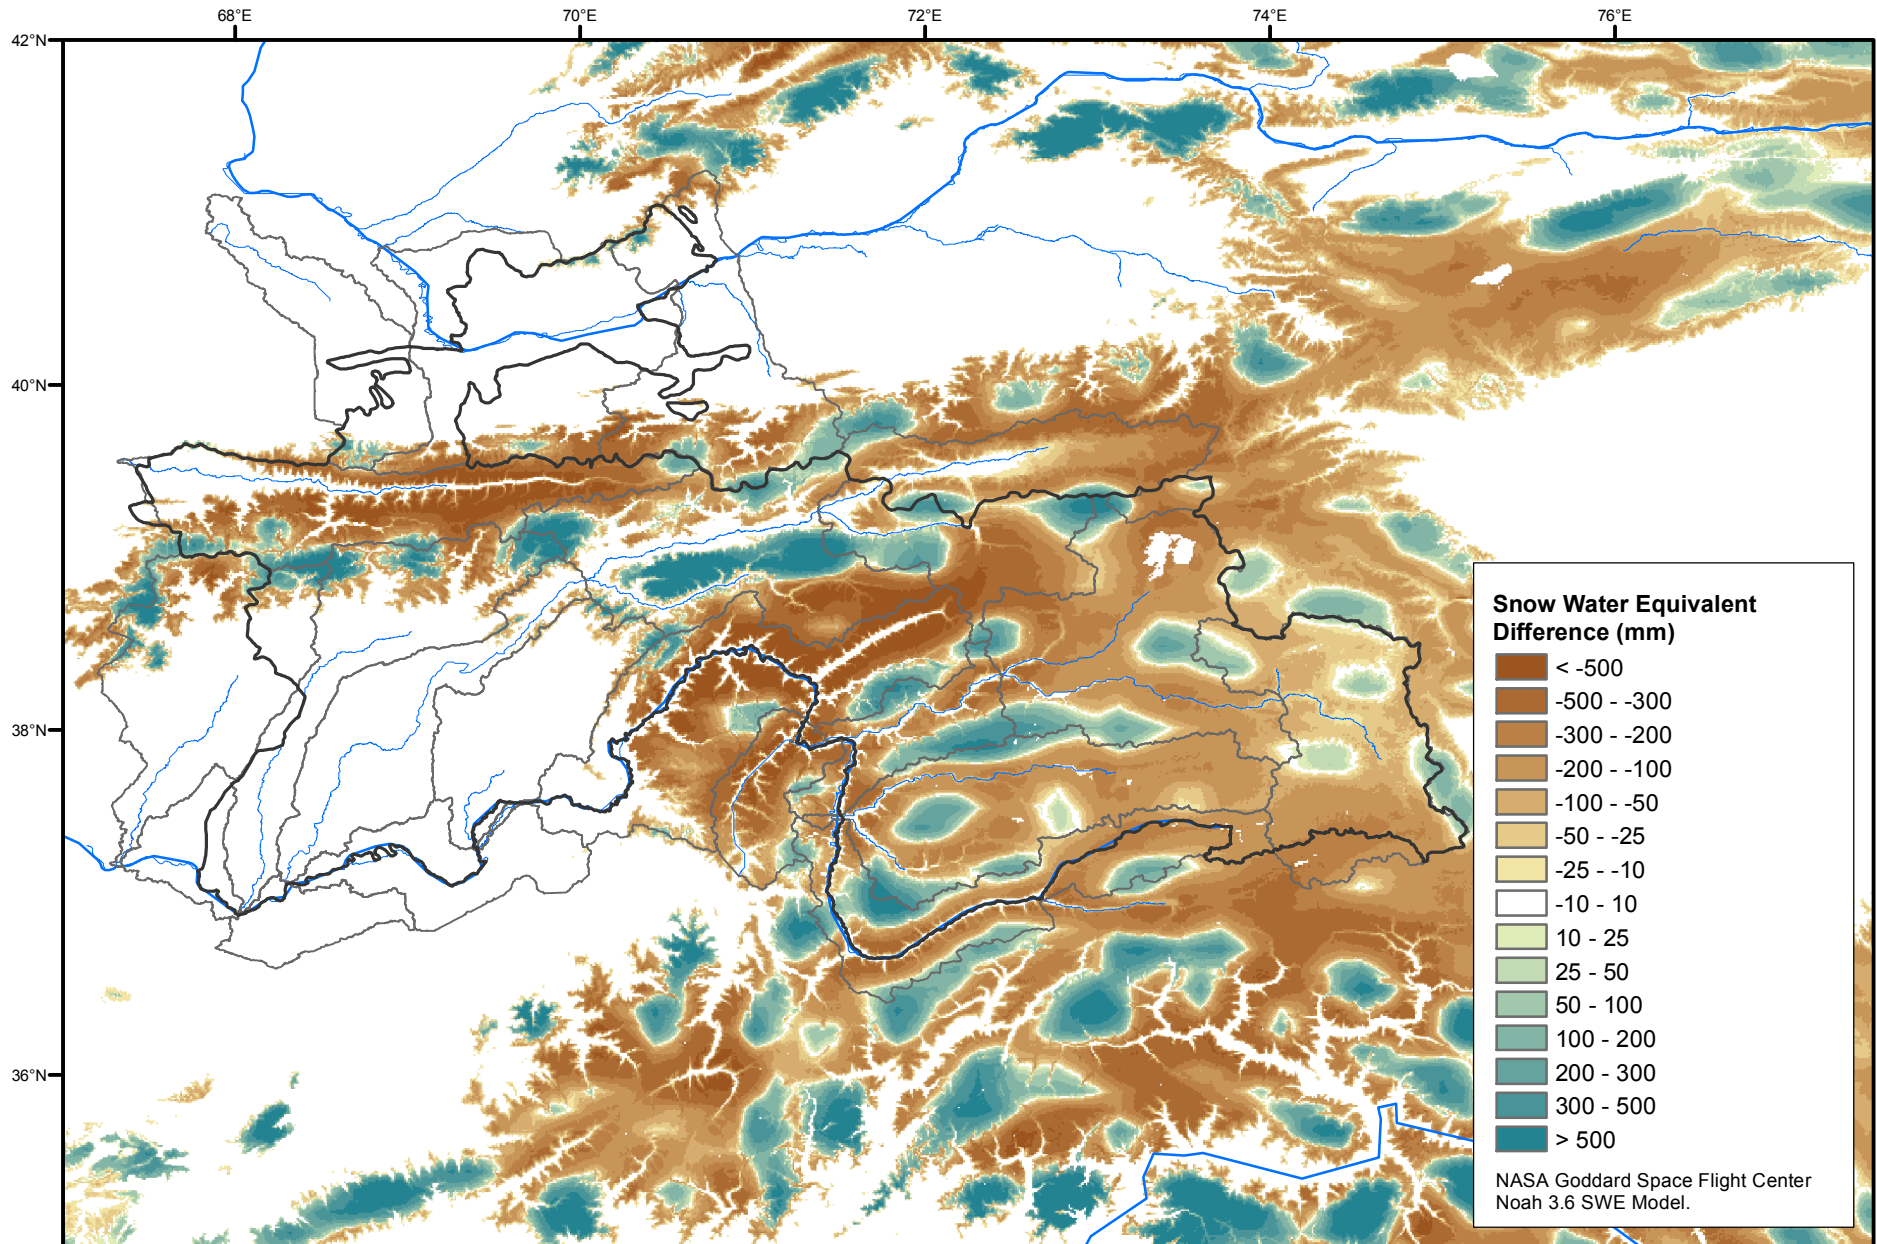 68°E
70°E
72°E
74°E
76°E
42°N
40°N
38°N
36°N
Snow Water Equivalent
Difference (mm)
< -500
-500 - -300
-300 - -200
-200 - -100
-100 - -50
-50 - -25
-25 - -10
-10 - 10
10 - 25
25 - 50
50 - 100
100 - 200
200 - 300
300 - 500
> 500
NASA Goddard Space Flight Center
Noah 3.6 SWE Model.